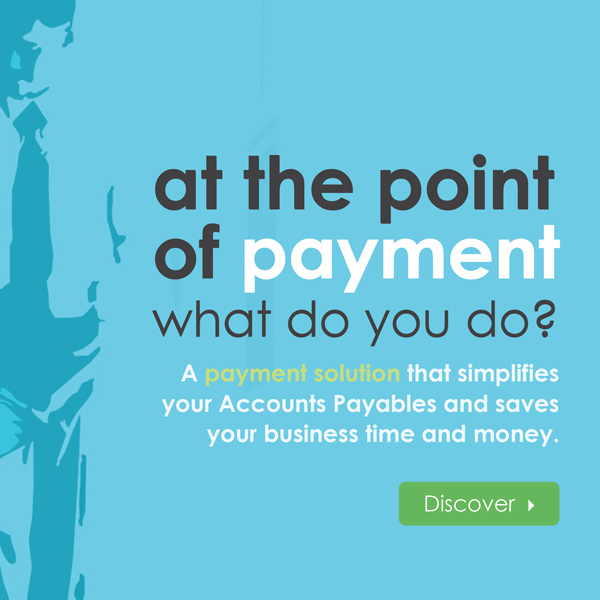 at the point
of payment
what do you do?
A payment solution that simplifies
your Accounts Payables and saves
your business time and money.
Discover